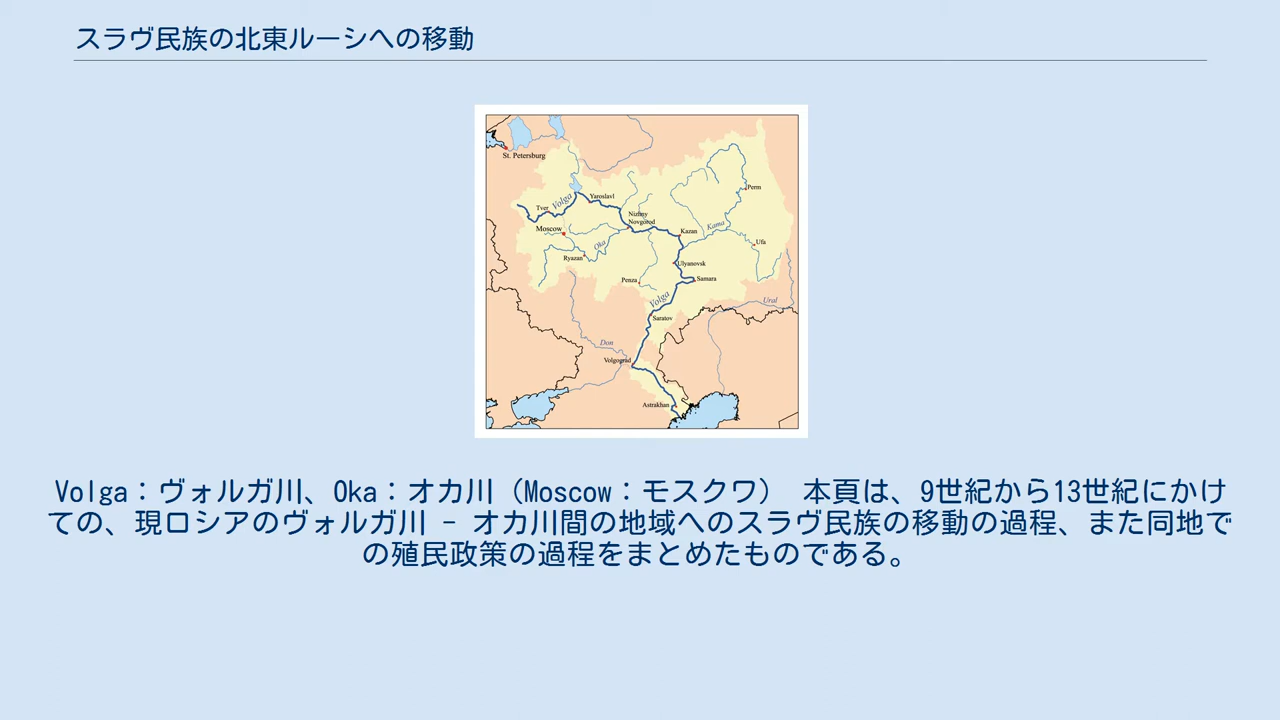 スラヴ民族の北東ルーシへの移動
St. Petersburg
Perm
Yaroslavl
Tver
Volga
Nizhny
Novgorod
Moscow
Kazan
Kama
Oka
Ufa
Ryazan
Ulyanovsk
Penza
Samara
Volga
Ural
Saratov
Don
Volgograd
Astrakhan
Volga：ヴォルガ川、Oka：オカ川（Moscow：モスクワ） 本頁は、9世紀から13世紀にかけ
ての、現ロシアのヴォルガ川 - オカ川間の地域へのスラヴ民族の移動の過程、また同地で
の殖民政策の過程をまとめたものである。